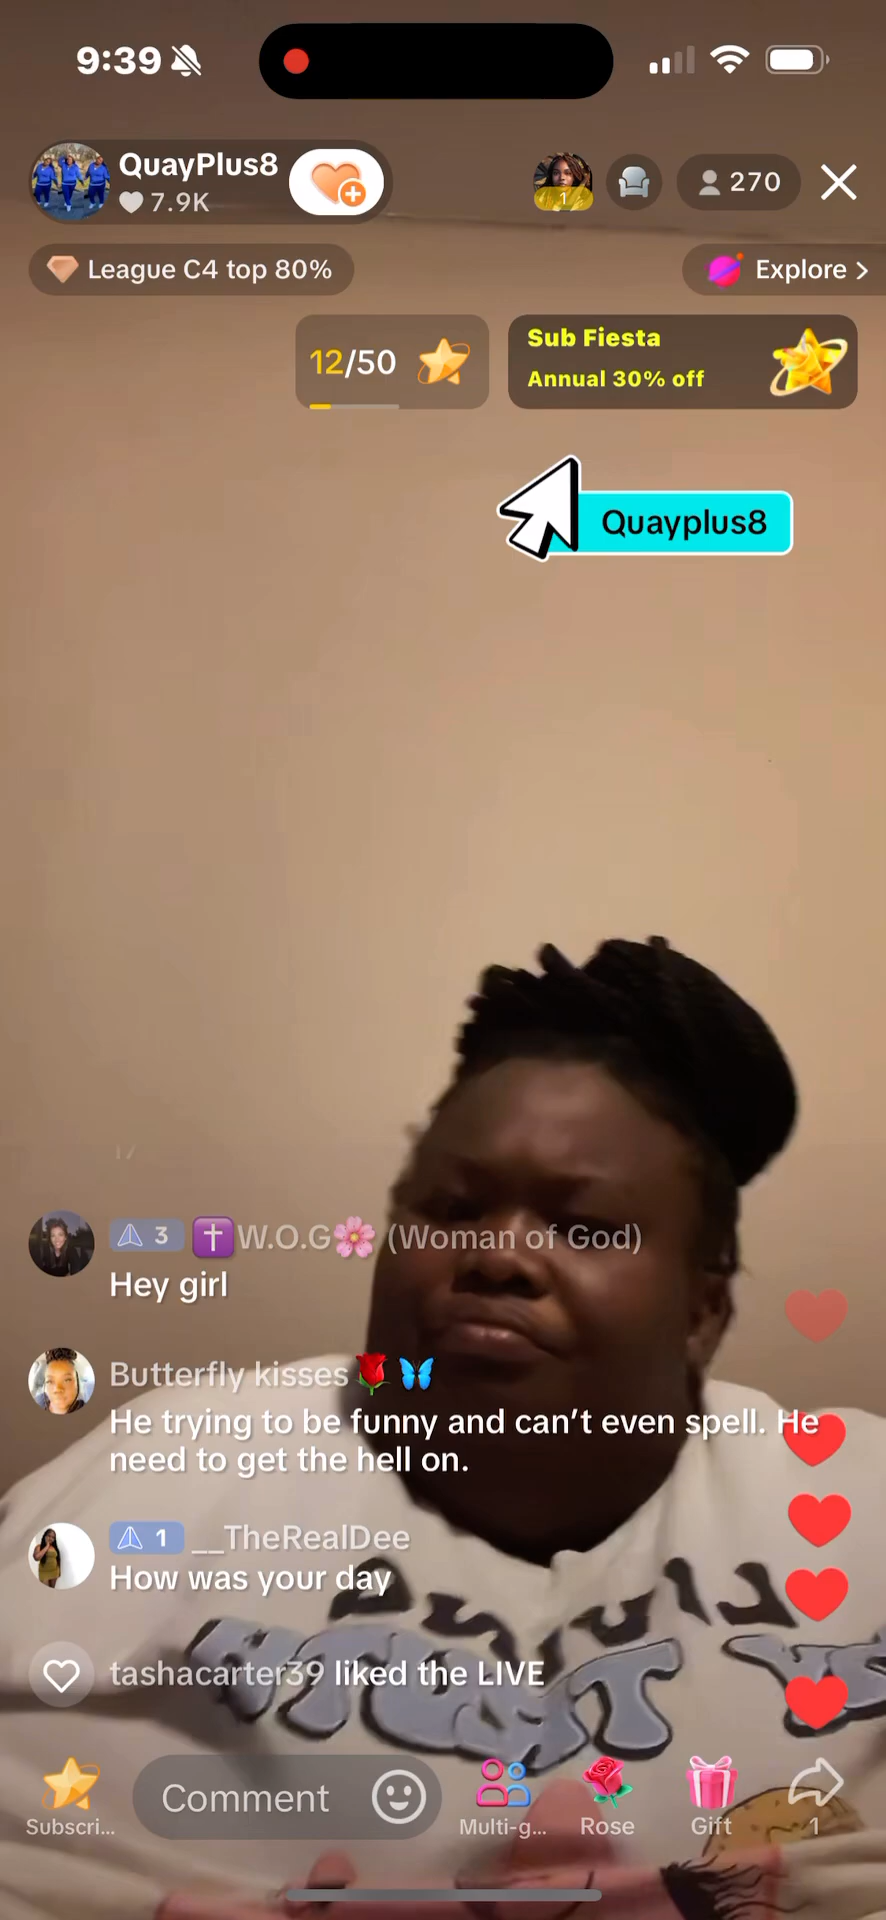 9:39
QuayPlus8
7.9K
1
270
League C4 top 80%
Explore >
12/50
Sub Fiesta
Annual 30% off
Quayplus8
3 W.O.G (Woman of God)
Hey girl
Butterfly kisses
He trying to be funny and can’t even spell. He
need to get the hell on.
1 __TheRealDee
How was your day
tashacarter39 liked the LIVE
Comment
Subscri...
Multi-g...
Rose
Gift
1